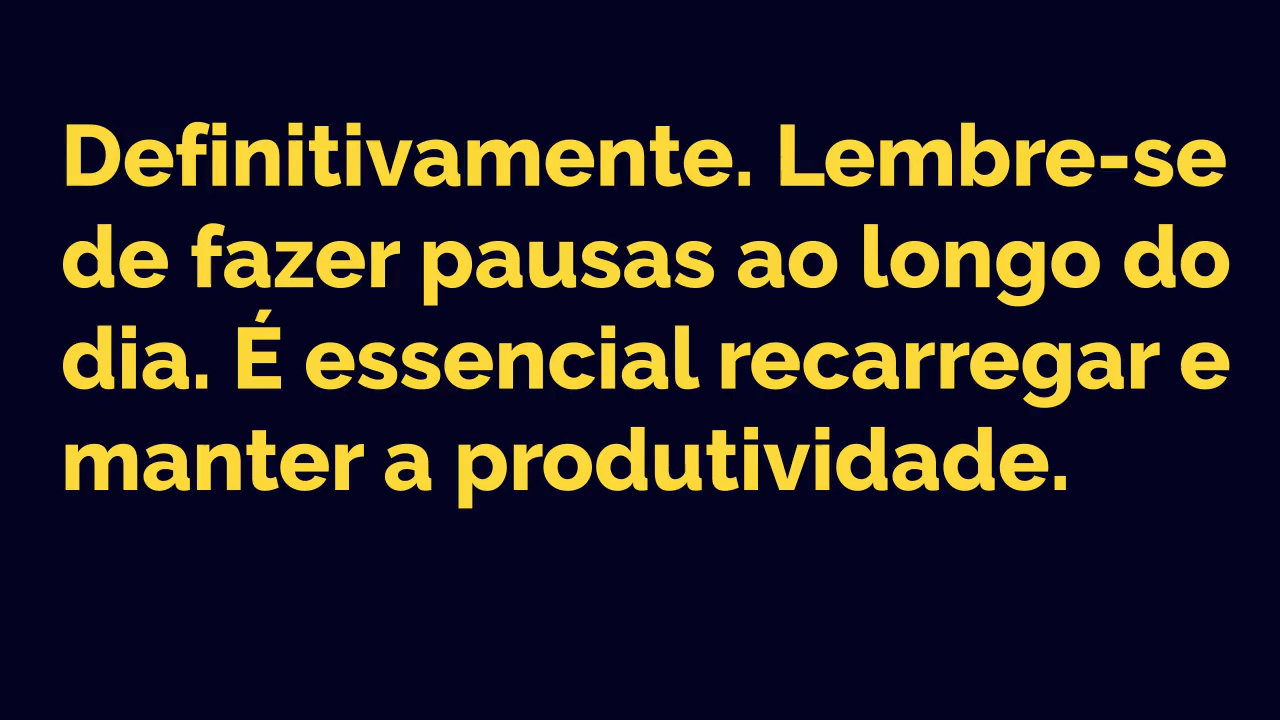 Definitivamente. Lembre-se
de fazer pausas ao longo do
dia. É essencial recarregar e
manter a produtividade.